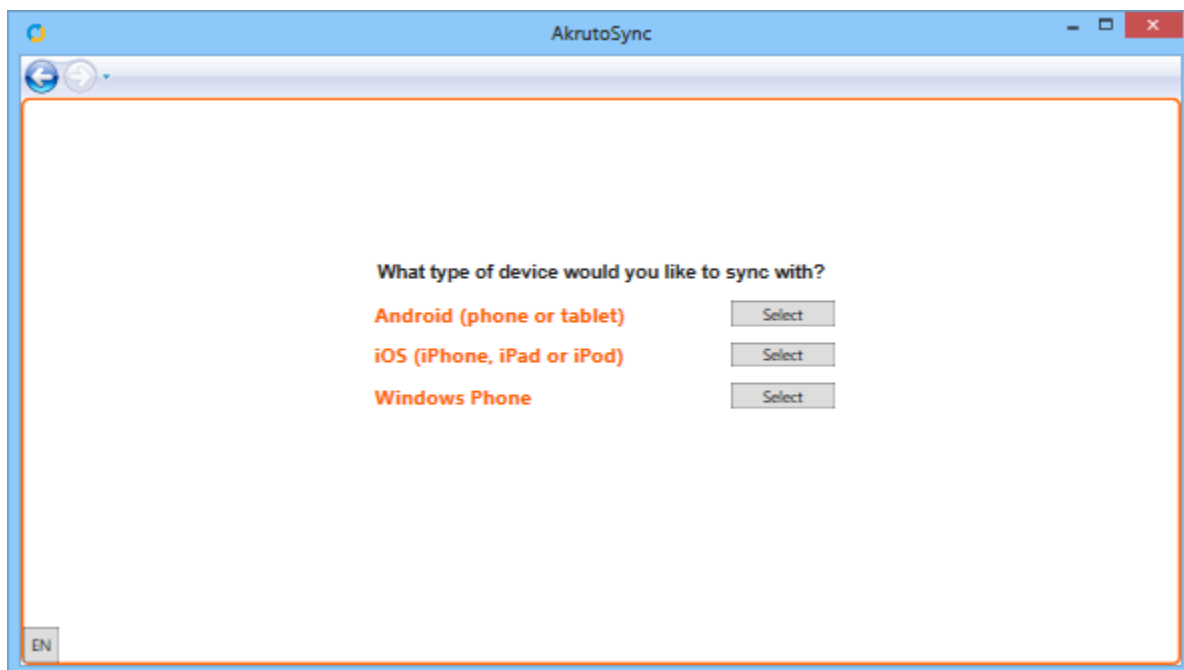 AkrutoSync
What type of device would you like to sync with?
Android (phone or tablet) Select
iOS (iPhone, iPad or iPod) Select
Windows Phone Select
EN